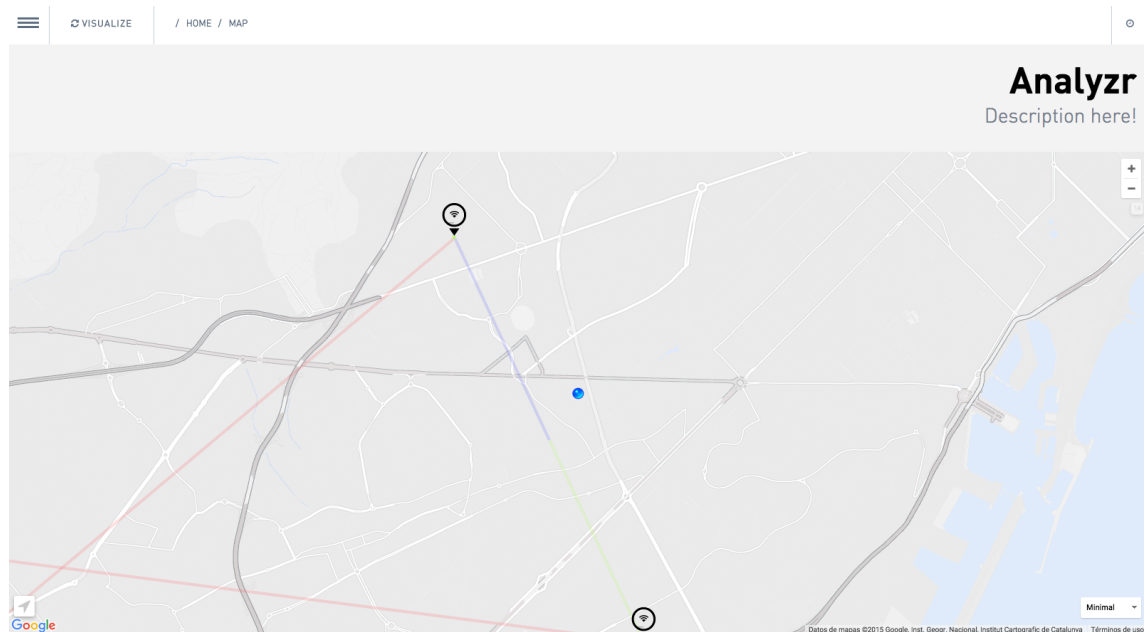 VISUALIZE / HOME / MAP
Analyzr
Description here!
+
−
Minimal
Google
Datos de mapas ©2015 Google, Inst. Geogr. Nacional, Institut Cartogràfic de Catalunya Términos de uso